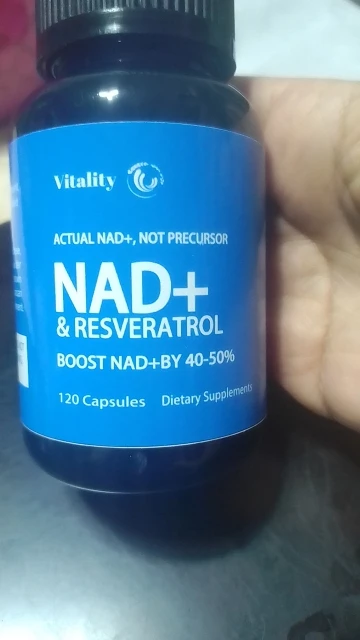 Vitality
ACTUAL NAD+, NOT PRECURSOR
NAD+
& RESVERATROL
BOOST NAD+BY 40-50%
120 Capsules Dietary Supplements